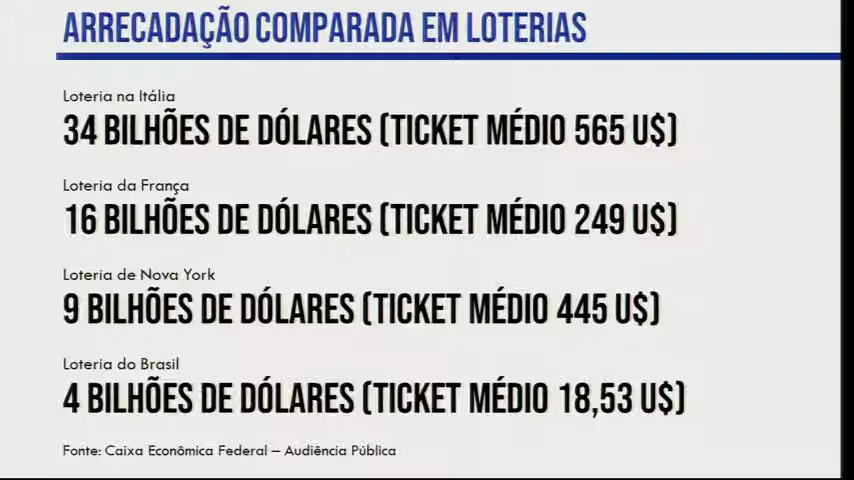 ARRECADAÇÃO COMPARADA EM LOTERIAS
Loteria na Itália
34 BILHÕES DE DÓLARES (TICKET MÉDIO 565 U$)
Loteria da França
16 BILHÕES DE DÓLARES (TICKET MÉDIO 249 U$)
Loteria de Nova York
9 BILHÕES DE DÓLARES (TICKET MÉDIO 445 U$)
Loteria do Brasil
4 BILHÕES DE DÓLARES (TICKET MÉDIO 18,53 U$)
Fonte: Caixa Econômica Federal – Audiência Pública